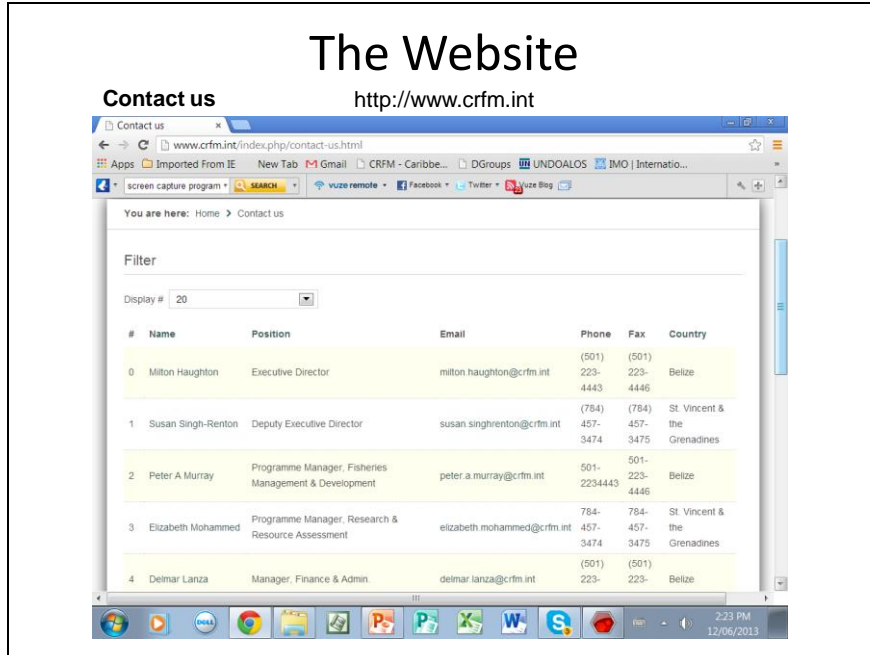 The Website
Contact us
http://www.crfm.int
Contact us
www.crfm.int/index.php/contact-us.html
Apps Imported From IE New Tab Gmail CRFM - Caribbe... DGroups UNDOALOS IMO | Internatio...
screen capture program SEARCH vuze remote Facebook Twitter Vuze Blog
You are here: Home > Contact us
Filter
Display # 20
# Name Position Email Phone Fax Country
0 Milton Haughton Executive Director milton.haughton@crfm.int (501) 223-4443 (501) 223-4446 Belize
1 Susan Singh-Renton Deputy Executive Director susan.singhrenton@crfm.int (784) 457-3474 (784) 457-3475 St. Vincent & the Grenadines
2 Peter A Murray Programme Manager, Fisheries Management & Development peter.a.murray@crfm.int 501-2234443 501-223-4446 Belize
3 Elizabeth Mohammed Programme Manager, Research & Resource Assessment elizabeth.mohammed@crfm.int 784-457-3474 784-457-3475 St. Vincent & the Grenadines
4 Delmar Lanza Manager, Finance & Admin. delmar.lanza@crfm.int (501) 223- (501) 223- Belize
DELL
2:23 PM
12/06/2013